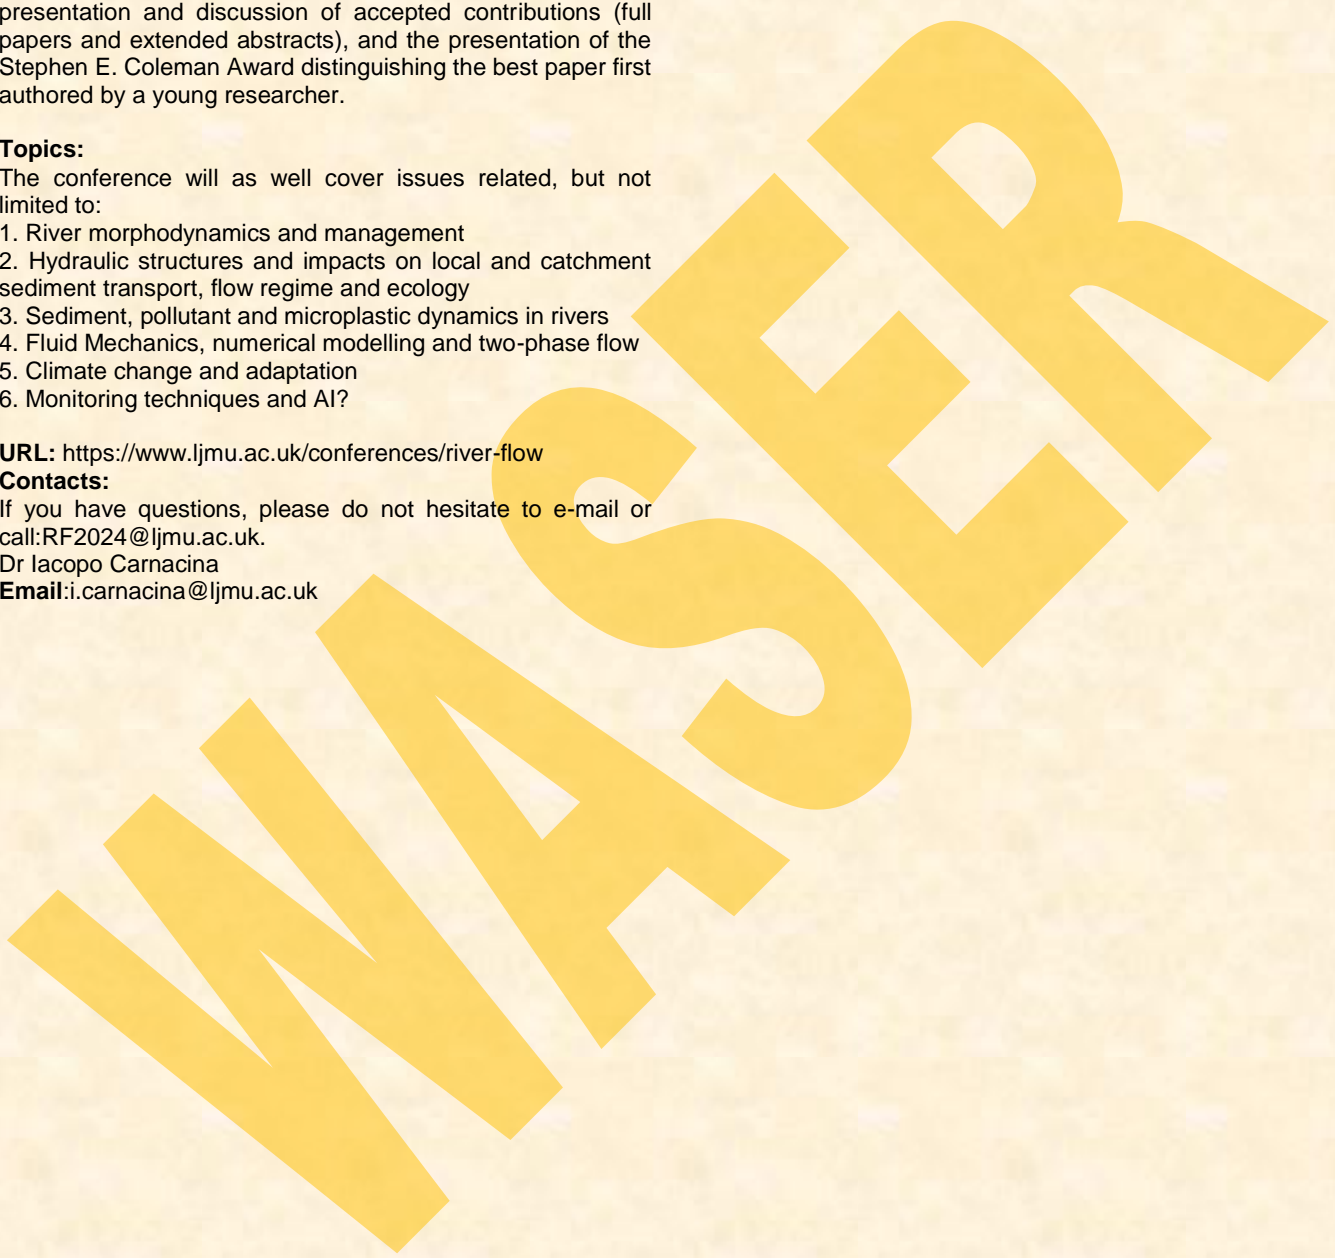 presentation and discussion of accepted contributions (full
papers and extended abstracts), and the presentation of the
Stephen E. Coleman Award distinguishing the best paper first
authored by a young researcher.
Topics:
The conference will as well cover issues related, but not
limited to:
1. River morphodynamics and management
2. Hydraulic structures and impacts on local and catchment
sediment transport, flow regime and ecology
3. Sediment, pollutant and microplastic dynamics in rivers
4. Fluid Mechanics, numerical modelling and two-phase flow
5. Climate change and adaptation
6. Monitoring techniques and AI?
URL: https://www.ljmu.ac.uk/conferences/river-flow
Contacts:
If you have questions, please do not hesitate to e-mail or
call:RF2024@ljmu.ac.uk.
Dr Iacopo Carnacina
Email:i.carnacina@ljmu.ac.uk
WASER